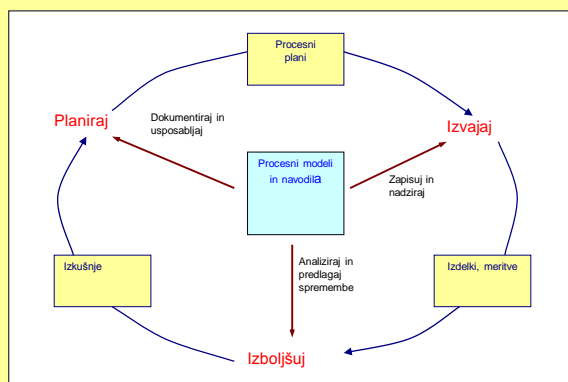 Procesni
plani
Planiraj
Dokumentiraj in
usposabljaj
Izvajaj
Procesni modeli
in navodila
Zapisuj in
nadziraj
Izkušnje
Analiziraj in
predlagaj
spremembe
Izdelki, meritve
Izboljšuj